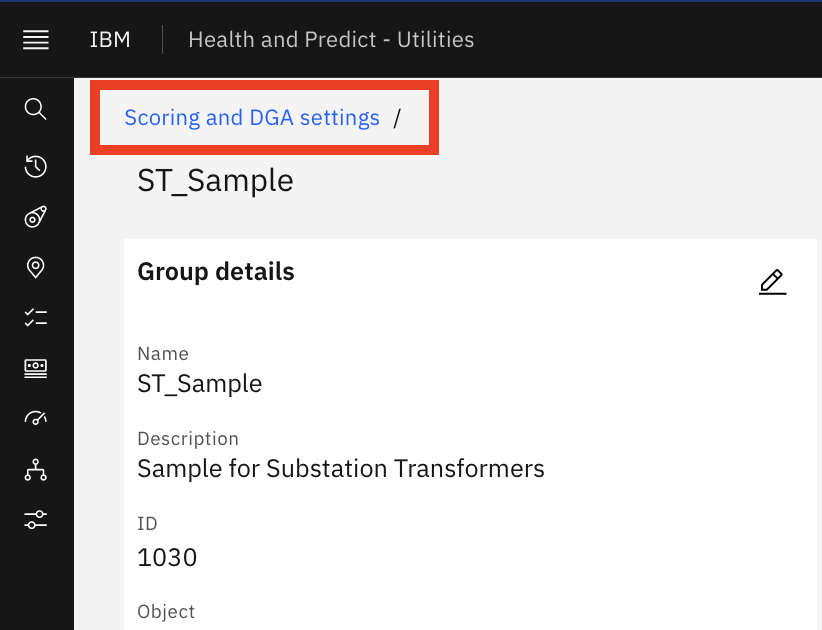 IBM Health and Predict - Utilities
Scoring and DGA settings /
ST_Sample
Group details
Name
ST_Sample
Description
Sample for Substation Transformers
ID
1030
Object